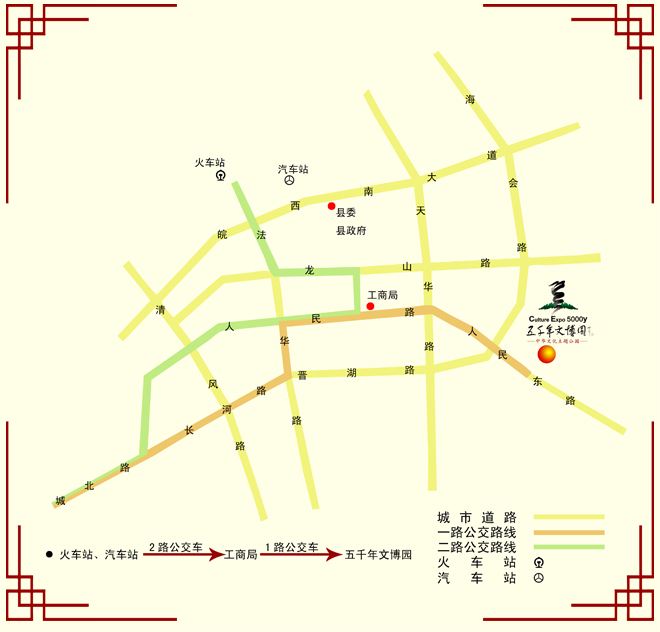 海会路
火车站
汽车站
皖西南大道
县委
县政府
天华路
法华路
龙山路
工商局
人民路
清风路
Culture Expo 5000y
五千年文博园
中华文化主题公园
人民东路
晋湖路
长河路
城北路
城市道路
一路公交路线
二路公交路线
火车站
汽车站
火车站、汽车站 2路公交车 工商局 1路公交车 五千年文博园